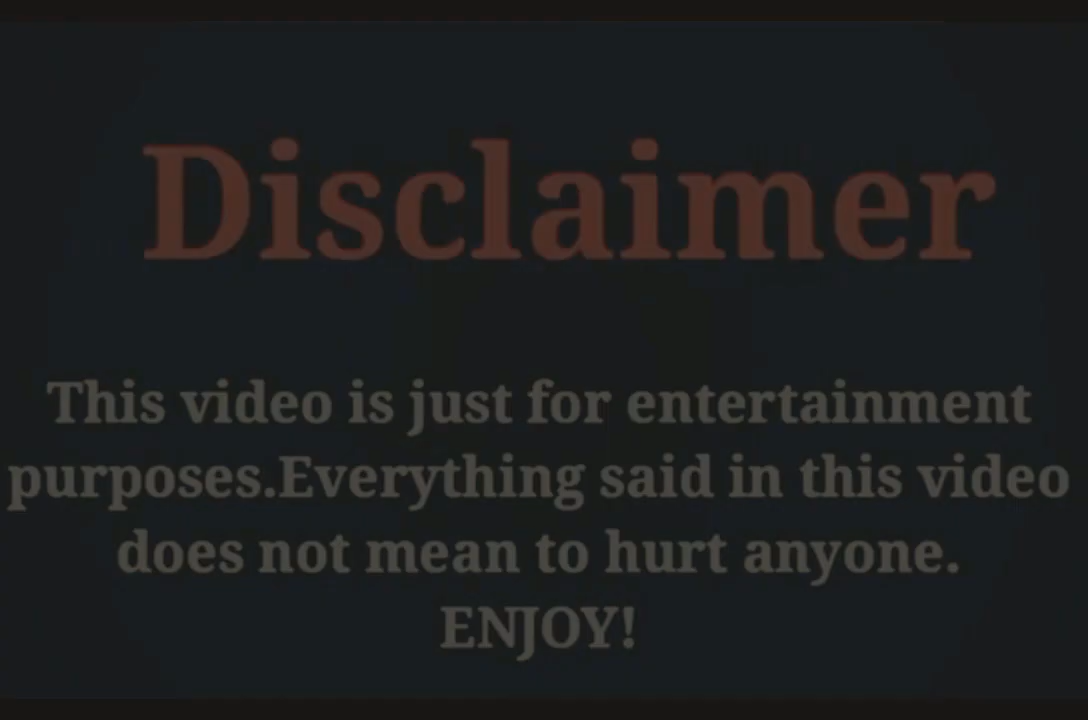 Disclaimer
This video is just for entertainment
purposes.Everything said in this video
does not mean to hurt anyone.
ENJOY!